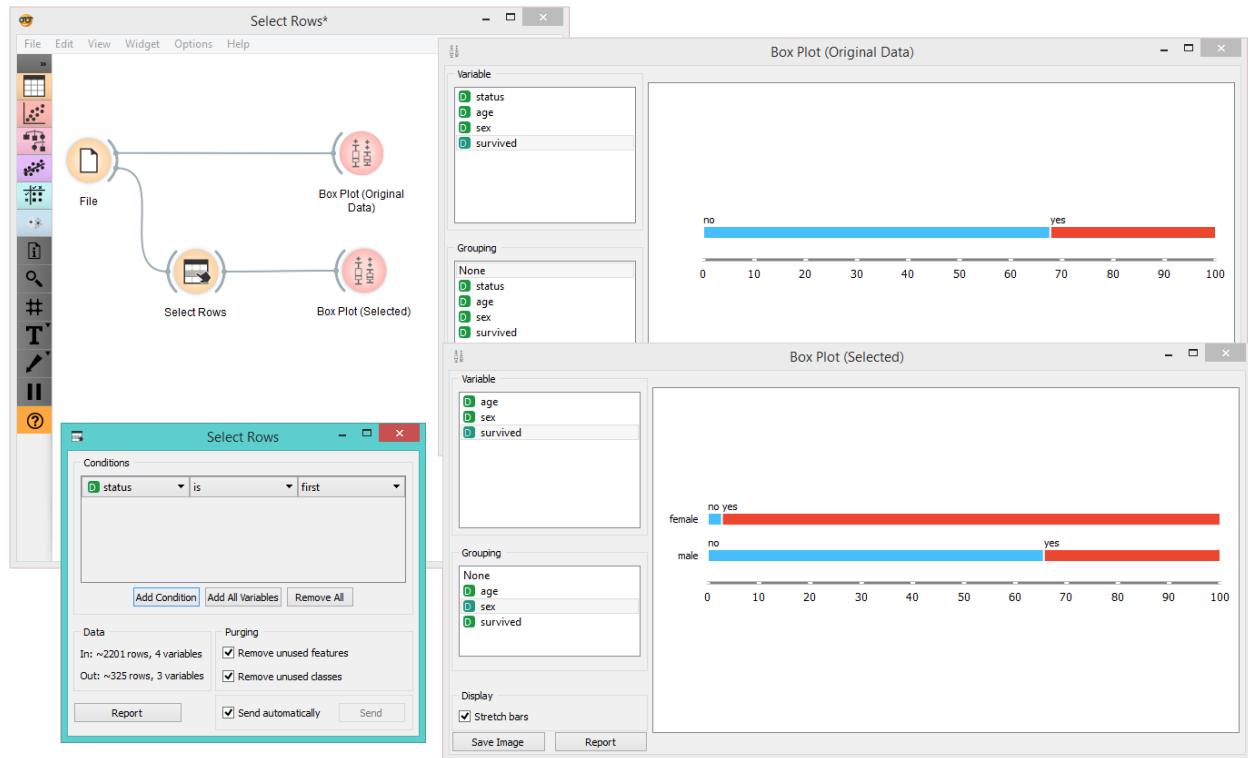 Select Rows*
File Edit View Widget Options Help
File
Box Plot (Original
Data)
Select Rows
Box Plot (Selected)
Box Plot (Original Data)
Variable
D status
D age
D sex
D survived
Grouping
None
D status
D age
D sex
D survived
no yes
0 10 20 30 40 50 60 70 80 90 100
Select Rows
Conditions
D status is first
Add Condition Add All Variables Remove All
Data
In: ~2201 rows, 4 variables
Out: ~325 rows, 3 variables
Purging
Remove unused features
Remove unused classes
Report
Send automatically Send
Box Plot (Selected)
Variable
D age
D sex
D survived
Grouping
None
D age
D sex
D survived
Display
Stretch bars
Save Image Report
no yes
female
no yes
male
0 10 20 30 40 50 60 70 80 90 100